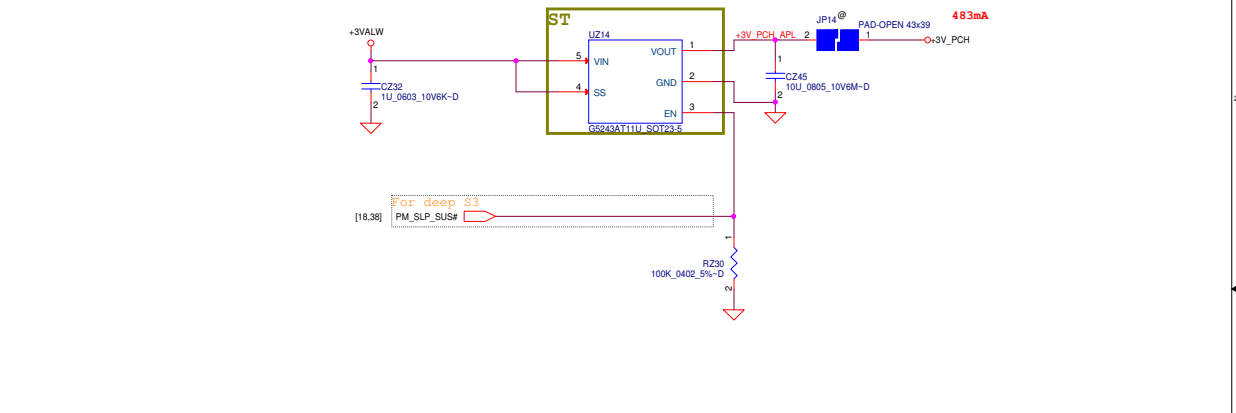 ST
JP14
@
PAD-OPEN 43x39
483mA
+3VALW
UZ14
1
+3V_PCH_APL
2
1
+3V_PCH
VOUT
5
VIN
1
CZ32
1U_0603_10V6K~D
2
GND
2
1
CZ45
10U_0805_10V6M~D
2
4
SS
EN
3
G5243AT11U_SOT23-5
For deep S3
[18,38]
PM_SLP_SUS#
1
RZ30
100K_0402_5%~D
2